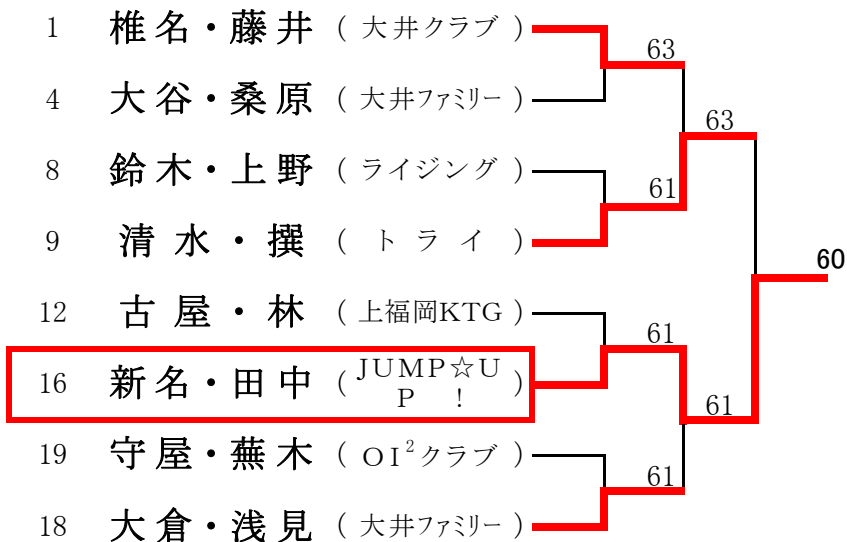 1 椎名・藤井 (大井クラブ) 63
4 大谷・桑原 (大井ファミリー) 63
8 鈴木・上野 (ライジング) 61
9 清水・撰 (トライ) 60
12 古屋・林 (上福岡KTG) 61
16 新名・田中 (JUMP☆U
P !) 61
19 守屋・蕪木 (OI²クラブ) 61
18 大倉・浅見 (大井ファミリー)